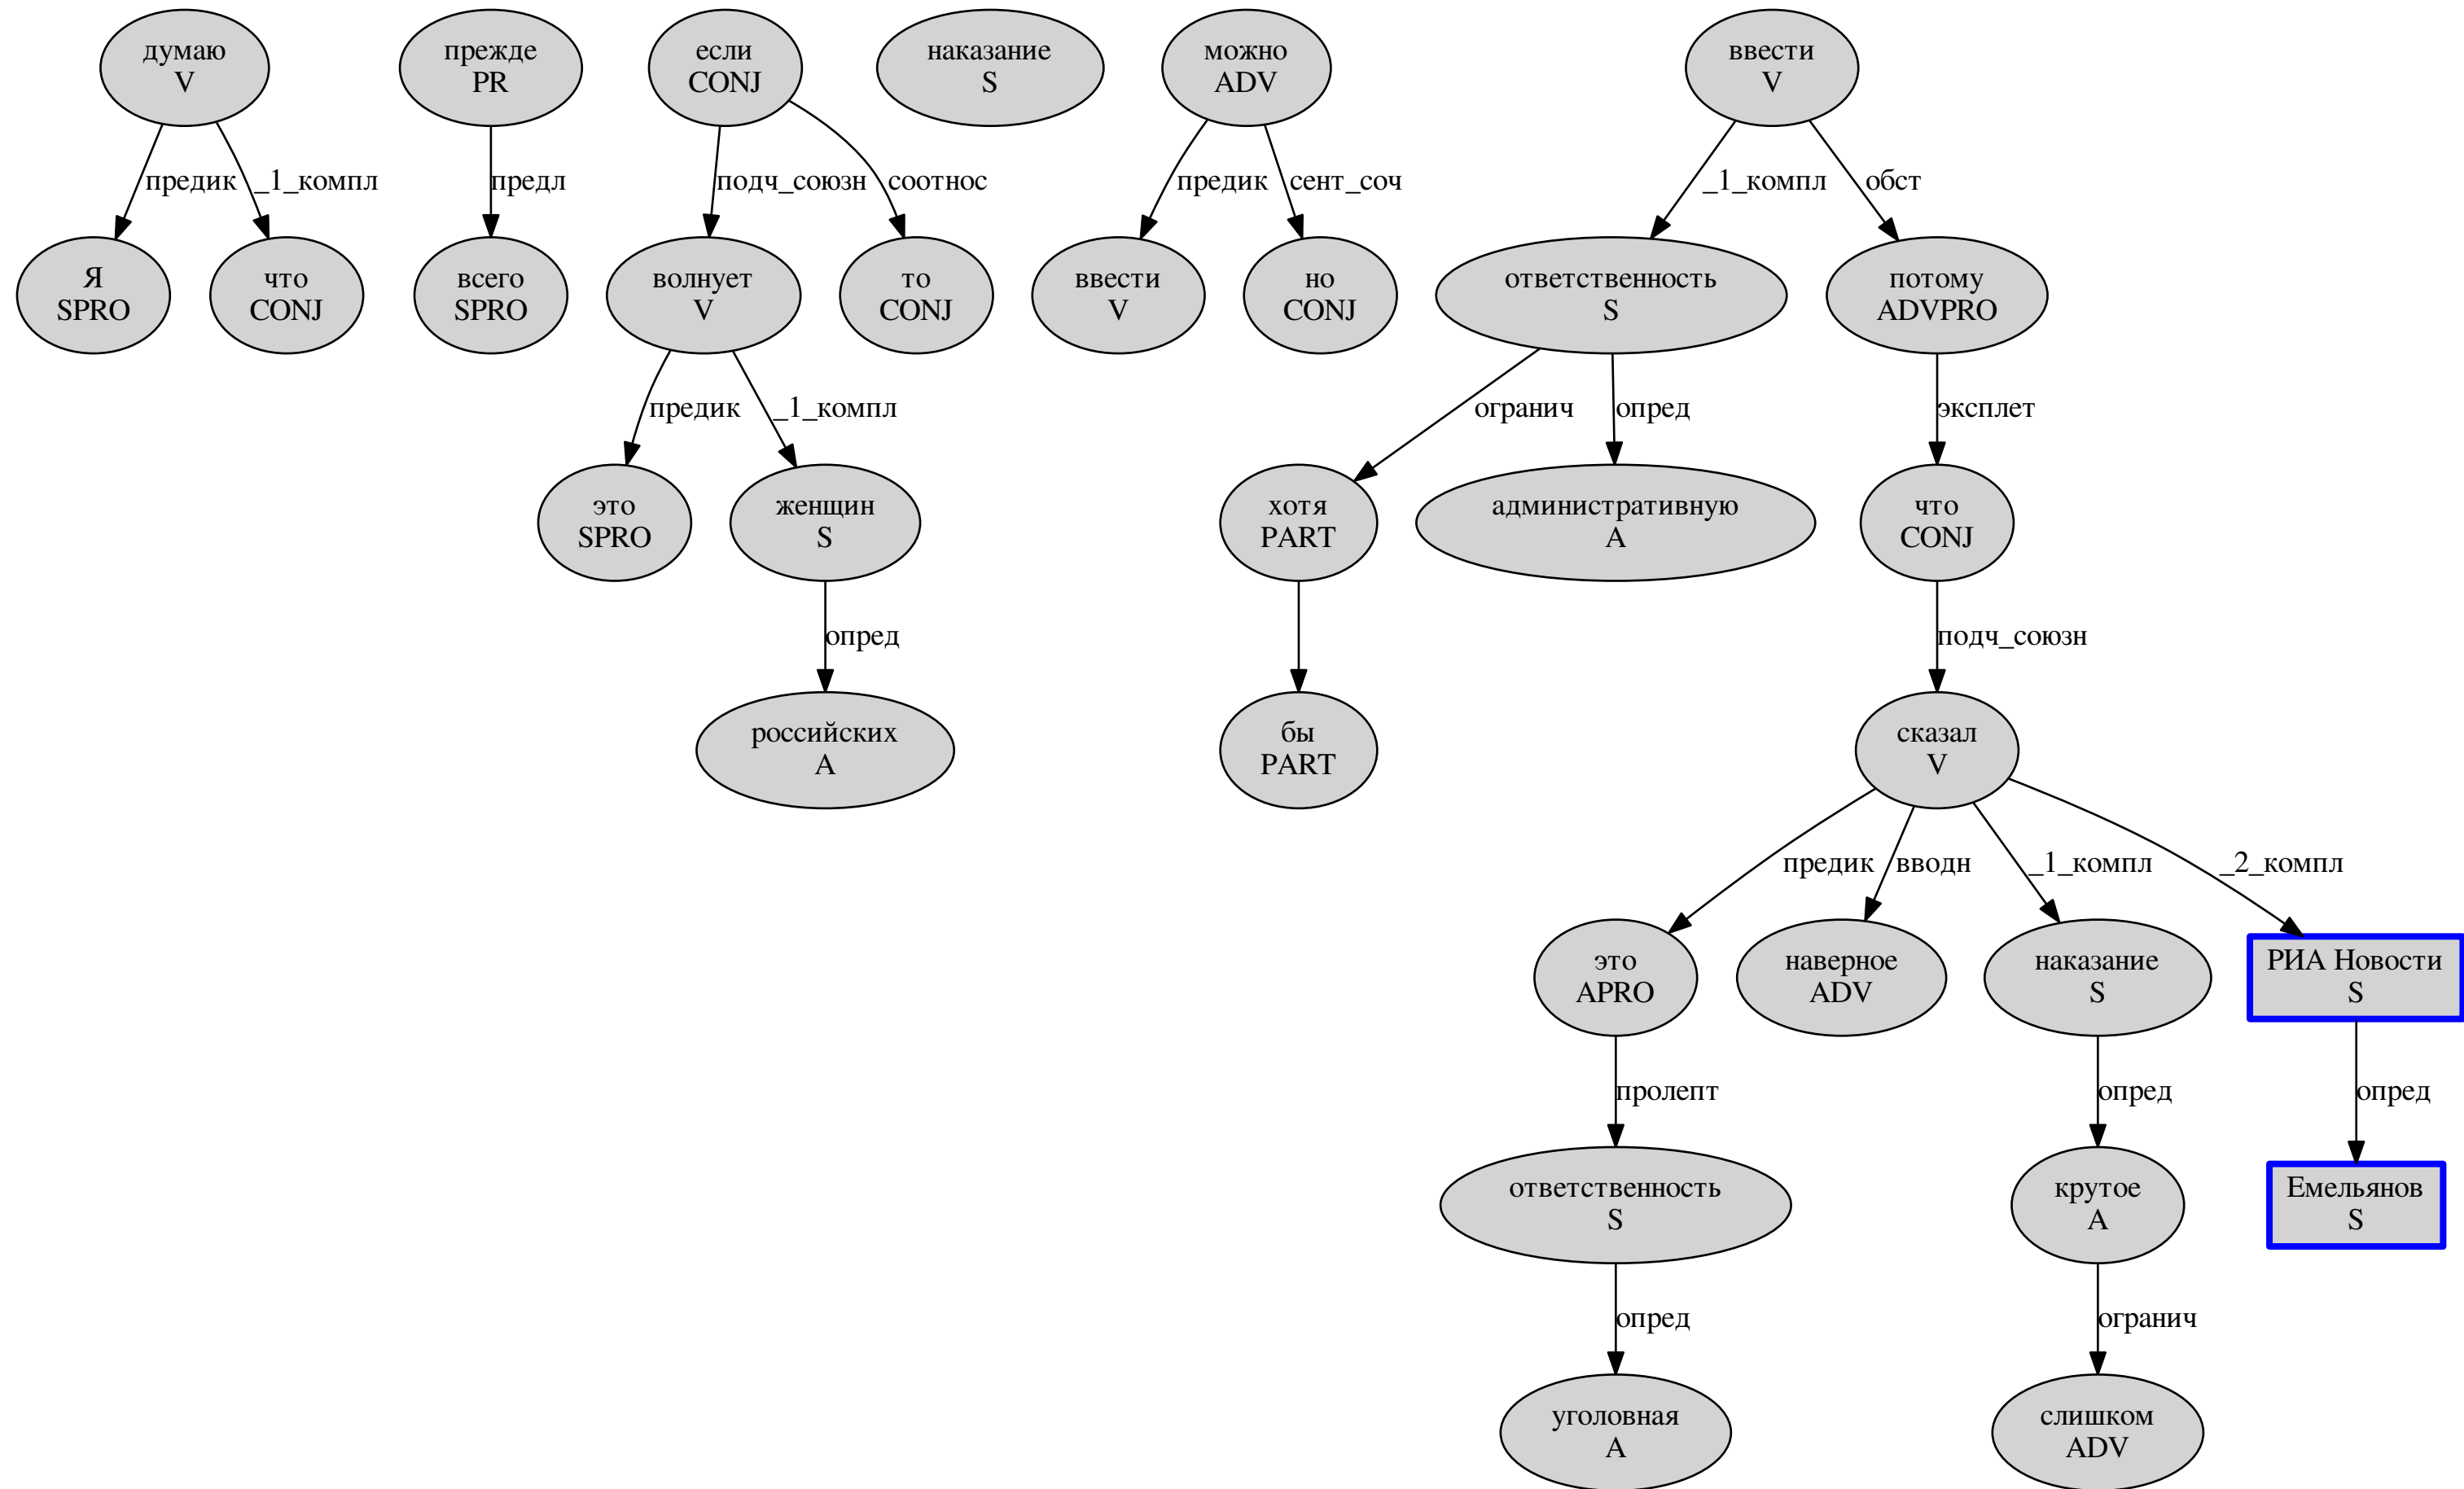 думаю
V
прежде
PR
если
CONJ
наказание
S
можно
ADV
ввести
V
предик
_1_компл
предл
подч_союзн
соотнос
предик
сент_соч
_1_компл
обст
Я
SPRO
что
CONJ
всего
SPRO
волнует
V
то
CONJ
ввести
V
но
CONJ
ответственность
S
потому
ADVPRO
предик
_1_компл
огранич
опред
эксплет
это
SPRO
женщин
S
хотя
PART
административную
A
что
CONJ
опред
подч_союзн
российских
A
бы
PART
сказал
V
предик
вводн
_1_компл
_2_компл
это
APRO
наверное
ADV
наказание
S
РИА Новости
S
пролепт
опред
опред
ответственность
S
крутое
A
Емельянов
S
опред
огранич
уголовная
A
слишком
ADV